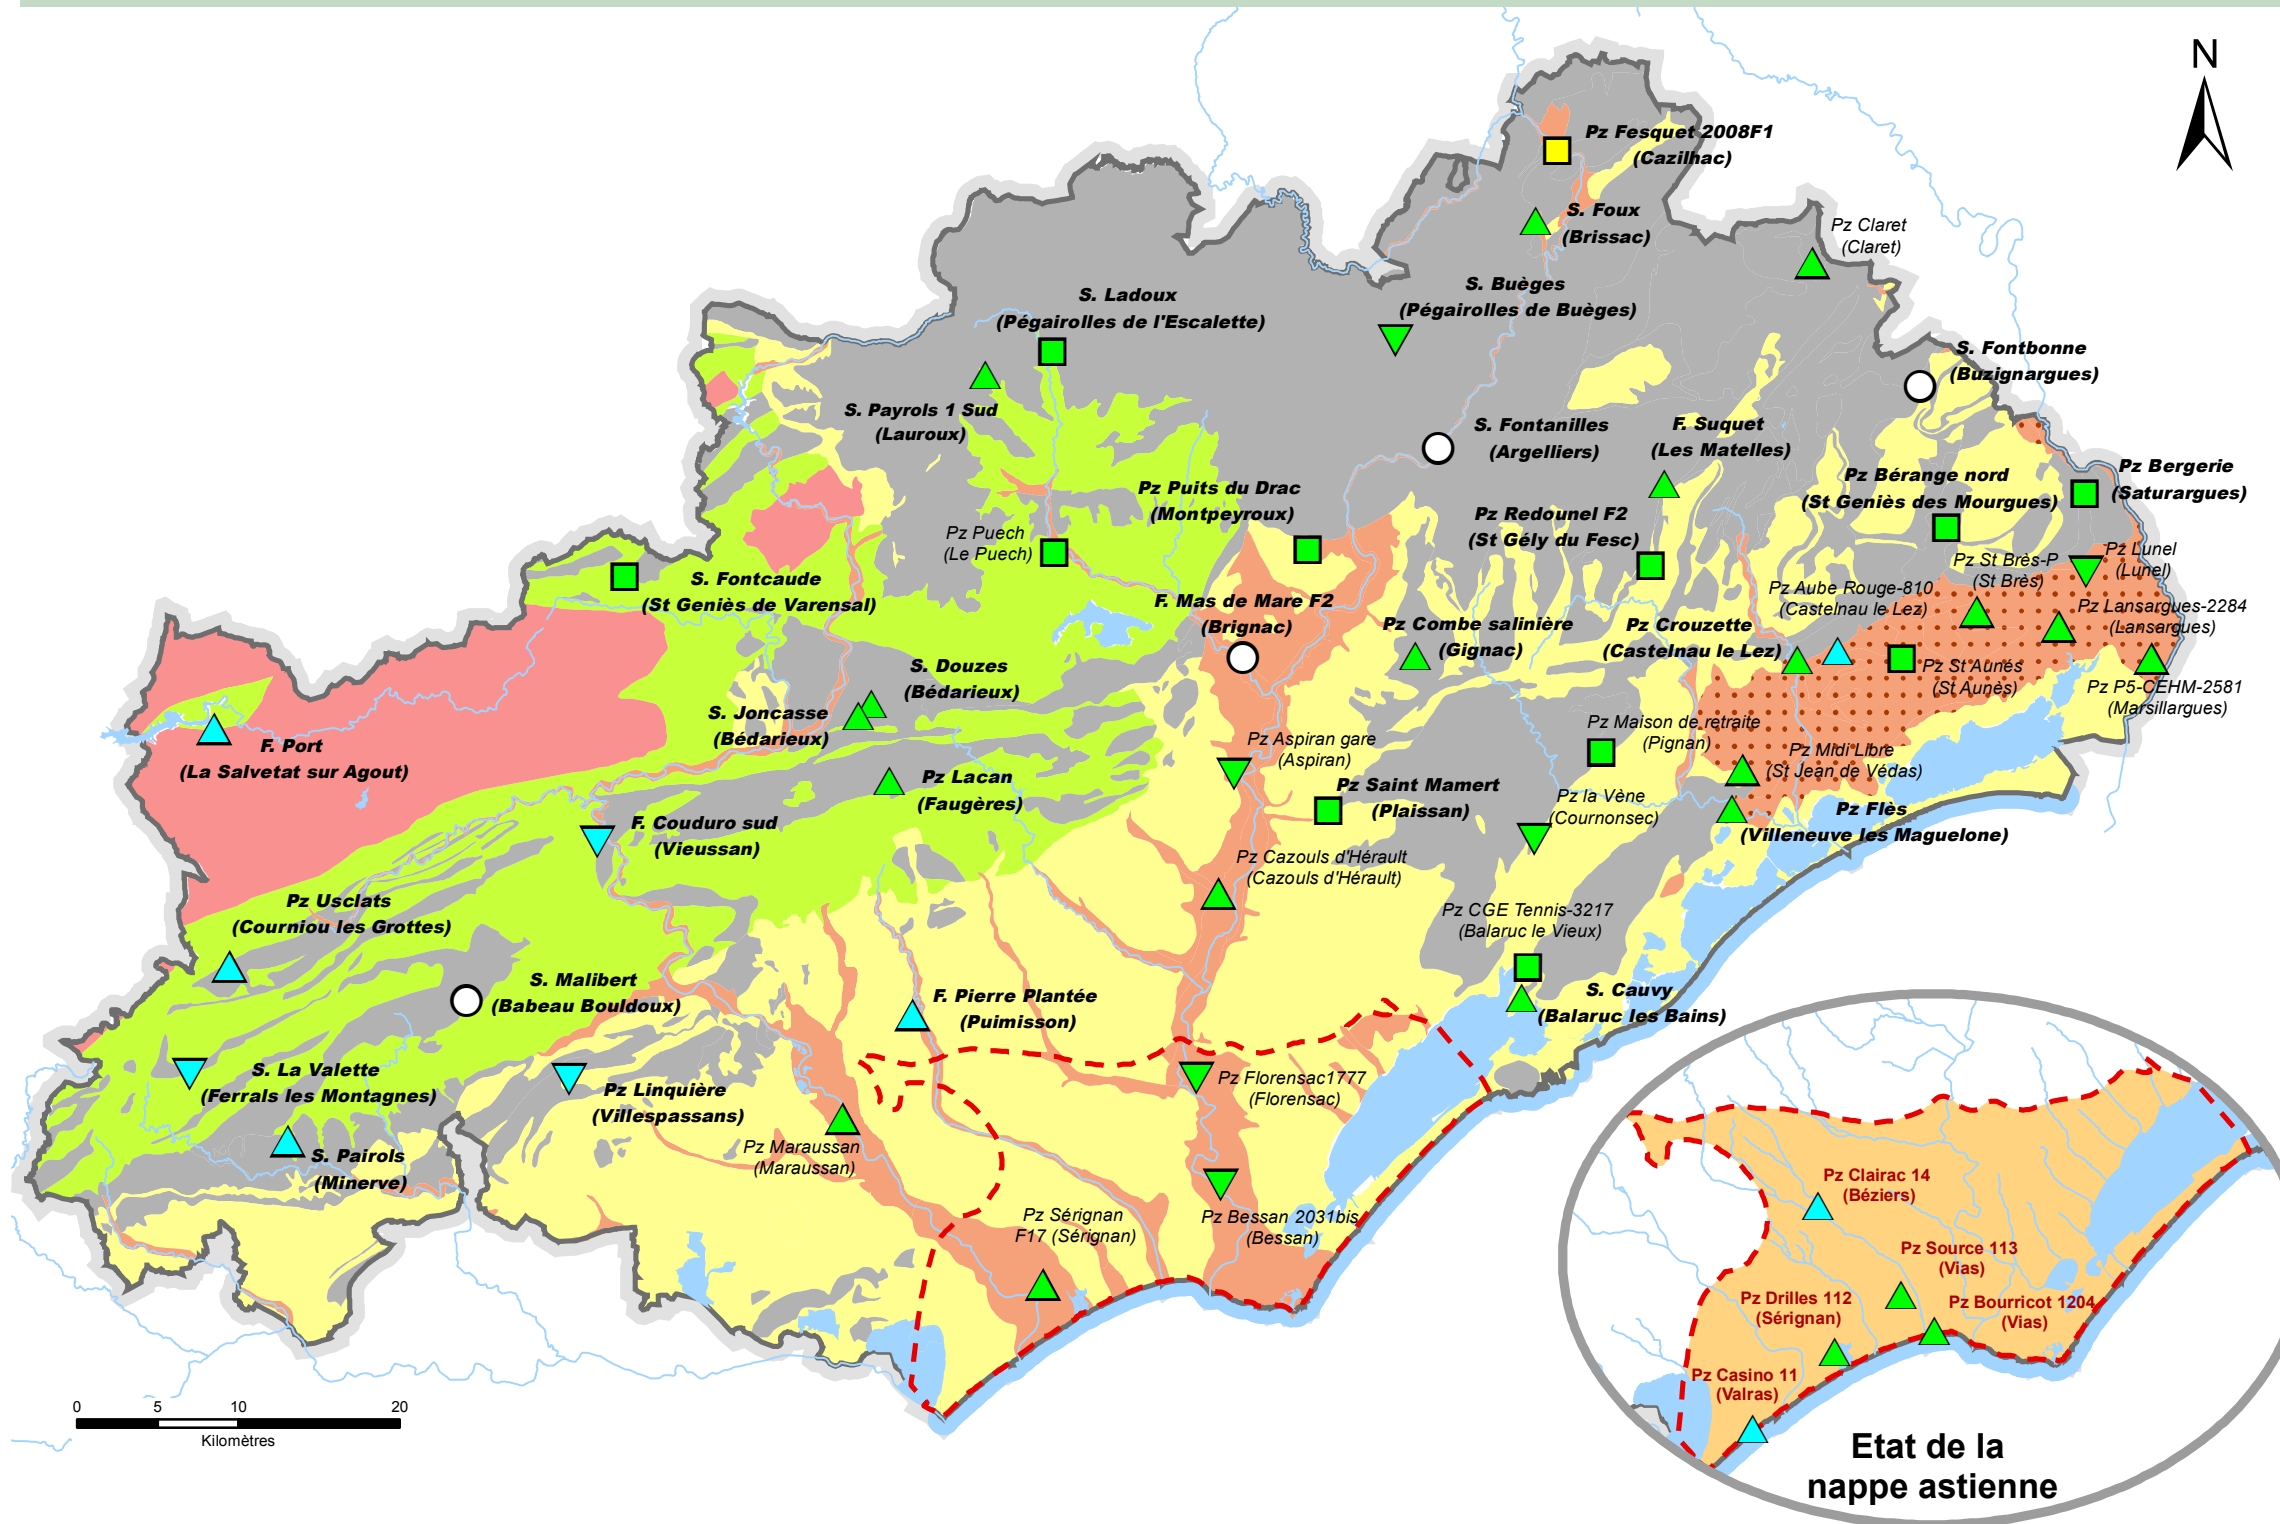 N
Pz Fesquet 2008F1
(Cazilhac)
S. Foux
(Brissac)
Pz Claret
(Claret)
S. Buèges
(Pégairolles de Buèges)
S. Ladoux
(Pégairolles de l'Escalette)
S. Fontbonne
(Buzignargues)
S. Payrols 1 Sud
(Lauroux)
S. Fontanilles
(Argelliers)
F. Suquet
(Les Matelles)
Pz Bérange nord
(St Geniès des Mourgues)
Pz Bergerie
(Saturargues)
Pz Puits du Drac
(Montpeyroux)
Pz Redounel F2
(St Gély du Fesc)
Pz Puech
(Le Puech)
Pz St Brès-P
(St Brès)
Pz Lunel
(Lunel)
S. Fontcaude
(St Geniès de Varensal)
Pz Aube Rouge-810
(Castelnau le Lez)
F. Mas de Mare F2
(Brignac)
Pz Combe salinière
(Gignac)
Pz Crouzette
(Castelnau le Lez)
Pz Lansargues-2284
(Lansargues)
S. Douzes
(Bédarieux)
Pz St Aunés
(St Aunès)
Pz P5-CEHM-2581
(Marsillargues)
S. Joncasse
(Bédarieux)
Pz Maison de retraite
(Pignan)
F. Port
(La Salvetat sur Agout)
Pz Aspiran gare
(Aspiran)
Pz Midi Libre
(St Jean de Védas)
Pz Lacan
(Faugères)
Pz Saint Mamert
(Plaissan)
Pz la Vène
(Cournonsec)
Pz Flès
(Villeneuve les Maguelone)
F. Couduro sud
(Vieussan)
Pz Cazouls d'Hérault
(Cazouls d'Hérault)
Pz Usclats
(Courniou les Grottes)
Pz CGE Tennis-3217
(Balaruc le Vieux)
S. Malibert
(Babeau Bouldoux)
F. Pierre Plantée
(Puimisson)
S. Cauvy
(Balaruc les Bains)
S. La Valette
(Ferrals les Montagnes)
Pz Linquière
(Villespassans)
Pz Florensac1777
(Florensac)
Pz Maraussan
(Maraussan)
S. Pairols
(Minerve)
Pz Sérignan
F17 (Sérignan)
Pz Bessan 2031bis
(Bessan)
Pz Clairac 14
(Béziers)
Pz Source 113
(Vias)
Pz Drilles 112
(Sérignan)
Pz Bourricot 1204
(Vias)
Pz Casino 11
(Valras)
0 5 10 20
Kilomètres
Etat de la
nappe astienne